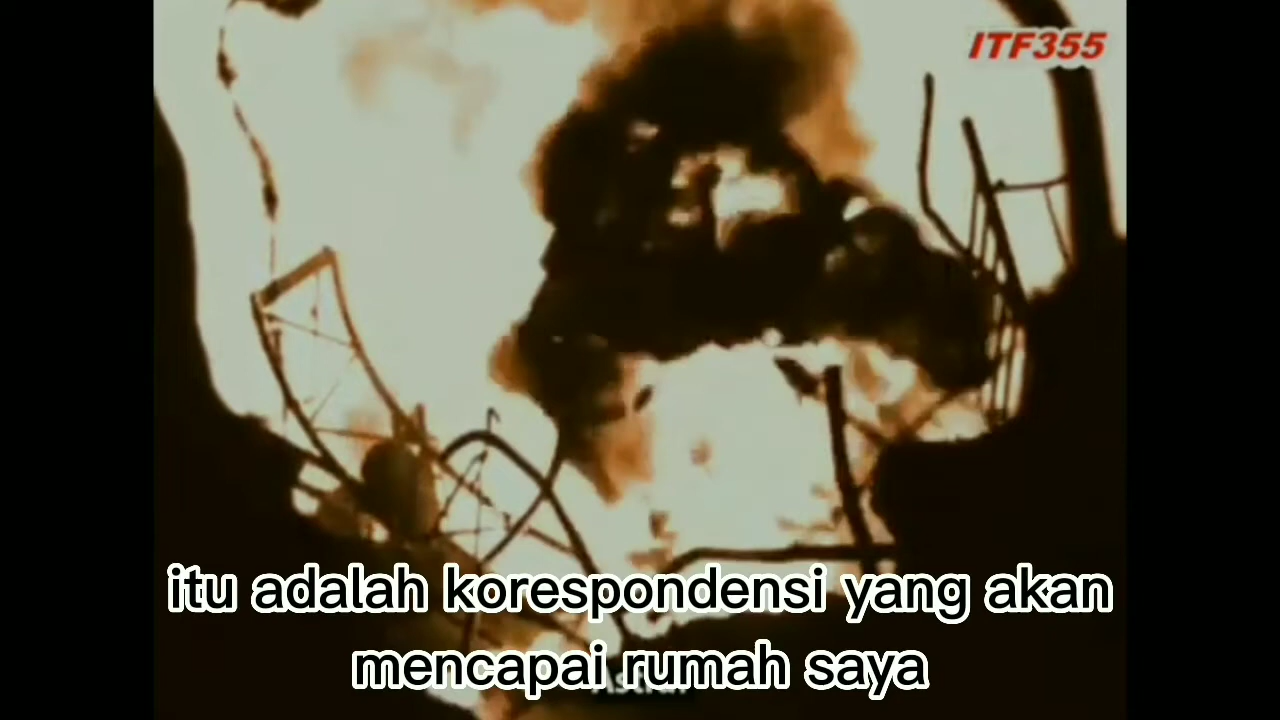 ITF355
itu adalah korespondensi yang akan
mencapai rumah saya